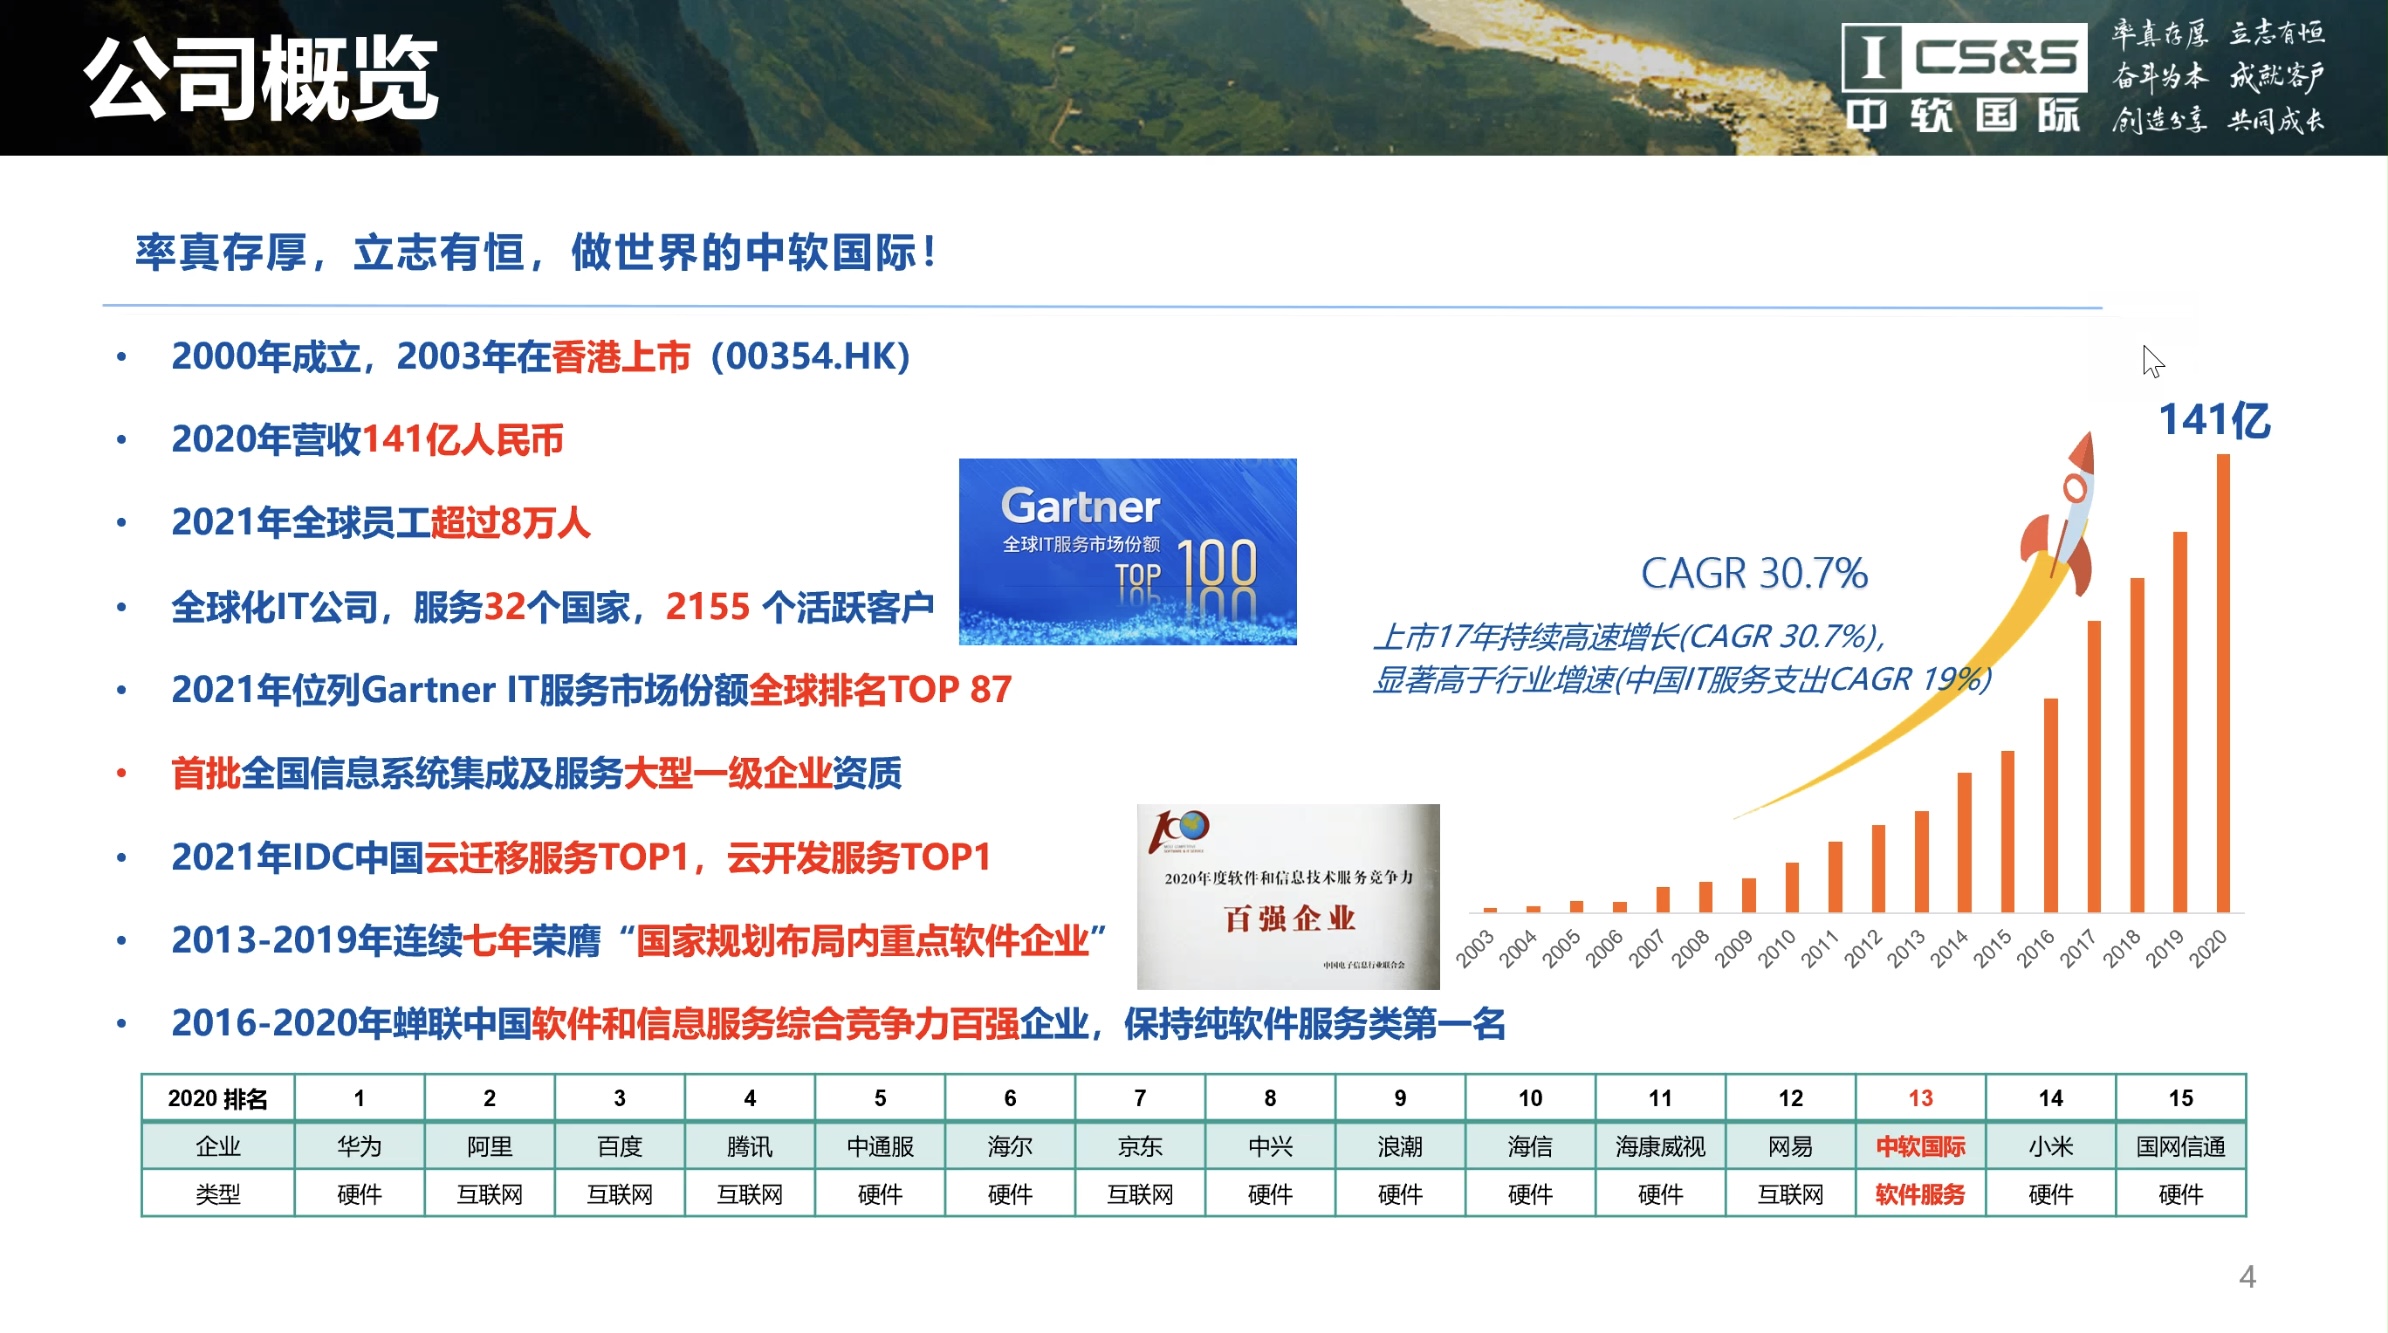 公司概览
I CS&S
中软国际
率真存厚 立志有恒
奋斗为本 成就客户
创造分享 共同成长
率真存厚，立志有恒，做世界的中软国际！
• 2000年成立，2003年在香港上市（00354.HK）
• 2020年营收141亿人民币
• 2021年全球员工超过8万人
• 全球化IT公司，服务32个国家，2155 个活跃客户
• 2021年位列Gartner IT服务市场份额全球排名TOP 87
• 首批全国信息系统集成及服务大型一级企业资质
• 2021年IDC中国云迁移服务TOP1，云开发服务TOP1
• 2013-2019年连续七年荣膺“国家规划布局内重点软件企业”
• 2016-2020年蝉联中国软件和信息服务综合竞争力百强企业，保持纯软件服务类第一名
Gartner
全球IT服务市场份额
TOP 100
2020年度软件和信息技术服务竞争力
百强企业
中国电子信息行业联合会
141亿
CAGR 30.7%
上市17年持续高速增长(CAGR 30.7%),
显著高于行业增速(中国IT服务支出CAGR 19%)
2003 2004 2005 2006 2007 2008 2009 2010 2011 2012 2013 2014 2015 2016 2017 2018 2019 2020
2020 排名 1 2 3 4 5 6 7 8 9 10 11 12 13 14 15
企业 华为 阿里 百度 腾讯 中通服 海尔 京东 中兴 浪潮 海信 海康威视 网易 中软国际 小米 国网信通
类型 硬件 互联网 互联网 互联网 硬件 硬件 互联网 硬件 硬件 硬件 硬件 互联网 软件服务 硬件 硬件
4